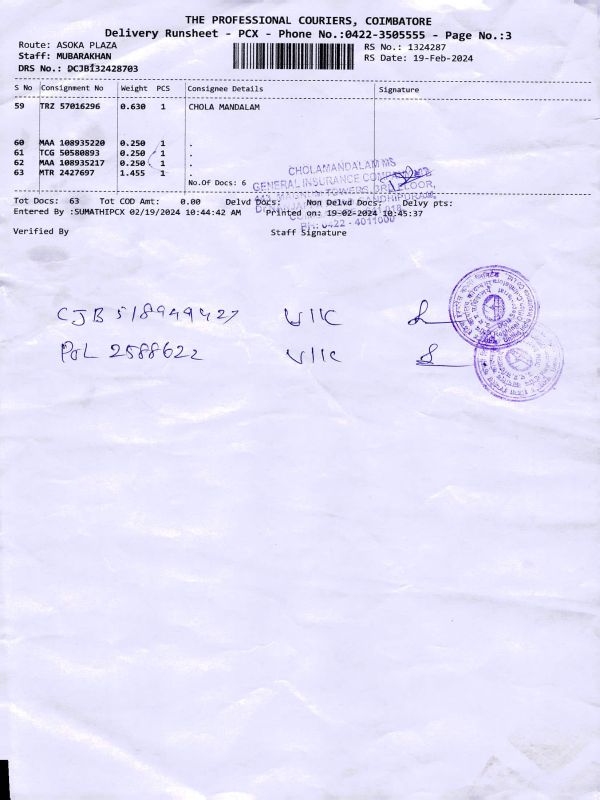 THE PROFESSIONAL COURIERS, COIMBATORE
Delivery Runsheet - PCX - Phone No.:0422-3505555 - Page No.:3
Route: ASOKA PLAZA RS No.: 1324287
Staff: MUBARAKHAN RS Date: 19-Feb-2024
DRS No.: DCJBI32428703
S No Consignment No Weight PCS Consignee Details Signature
59 TRZ 57016296 0.630 1 CHOLA MANDALAM
60 MAA 108935220 0.250 1 .
61 TCG 50580893 0.250 1 .
62 MAA 108935217 0.250 1 .
63 MTR 2427697 1.455 1 .
No.Of Docs: 6
CHOLAMANDALAM MS
GENERAL INSURANCE
PH: 0422 - 4011000
Tot Docs: 63 Tot COD Amt: 0.00 Delvd Docs: Non Delvd Docs: Delvy pts:
Entered By :SUMATHIPCX 02/19/2024 10:44:42 AM Printed on: 19-02-2024 10:45:37
Verified By Staff Signature
CJB 518949427
POL 2588622